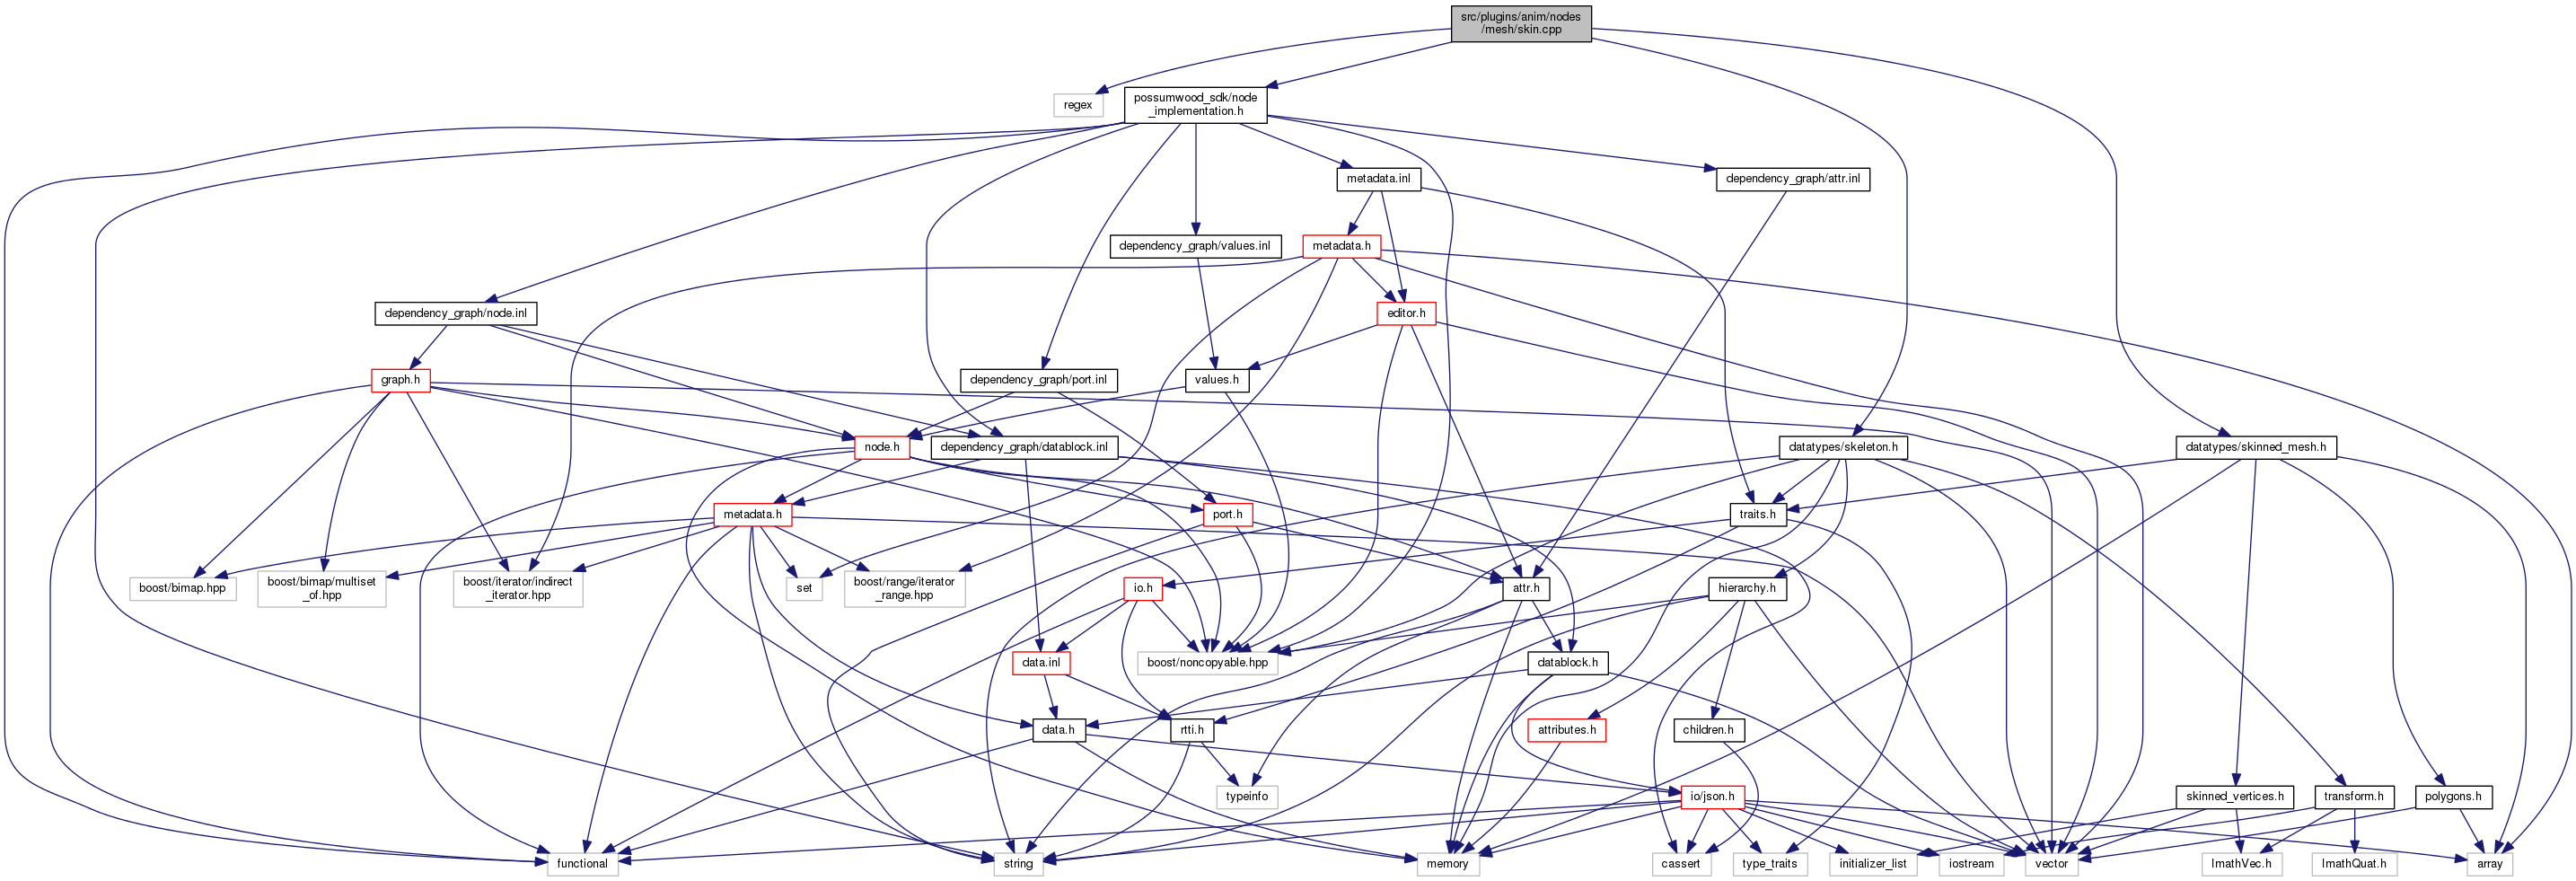 src/plugins/anim/nodes
/mesh/skin.cpp
regex
possumwood_sdk/node
_implementation.h
metadata.inl
dependency_graph/attr.inl
dependency_graph/values.inl
metadata.h
dependency_graph/node.inl
editor.h
graph.h
dependency_graph/port.inl
values.h
node.h
dependency_graph/datablock.inl
datatypes/skeleton.h
datatypes/skinned_mesh.h
metadata.h
port.h
traits.h
boost/bimap.hpp
boost/bimap/multiset
_of.hpp
boost/iterator/indirect
_iterator.hpp
set
boost/range/iterator
_range.hpp
io.h
attr.h
hierarchy.h
data.inl
boost/noncopyable.hpp
datablock.h
data.h
rtti.h
attributes.h
children.h
typeinfo
io/json.h
skinned_vertices.h
transform.h
polygons.h
functional
string
memory
cassert
type_traits
initializer_list
iostream
vector
ImathVec.h
ImathQuat.h
array